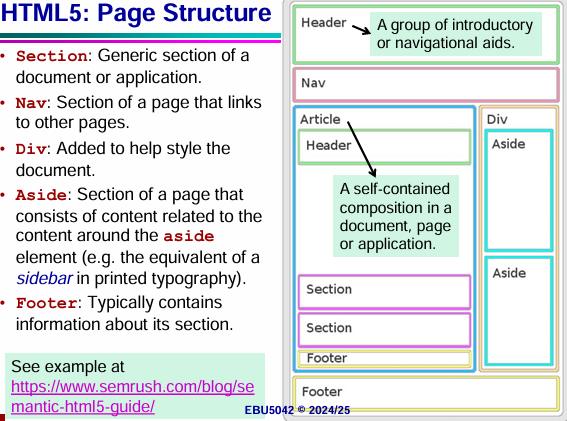 HTML5: Page Structure
• Section: Generic section of a
document or application.
• Nav: Section of a page that links
to other pages.
• Div: Added to help style the
document.
• Aside: Section of a page that
consists of content related to the
content around the aside
element (e.g. the equivalent of a
sidebar in printed typography).
• Footer: Typically contains
information about its section.
See example at
https://www.semrush.com/blog/se
mantic-html5-guide/
Header
A group of introductory
or navigational aids.
Nav
Article
Header
A self-contained
composition in a
document, page
or application.
Section
Section
Footer
Div
Aside
Aside
Footer
EBU5042 © 2024/25